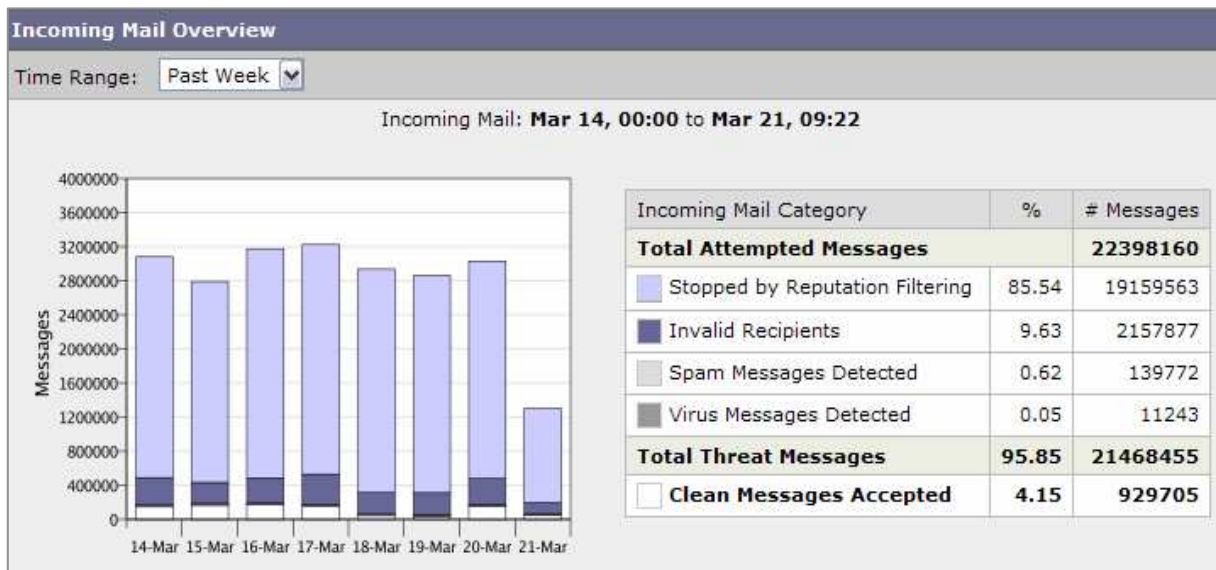 Incoming Mail Overview
Time Range: Past Week
Incoming Mail: Mar 14, 00:00 to Mar 21, 09:22
Messages
4000000
3600000
3200000
2800000
2400000
2000000
1600000
1200000
800000
400000
0
14-Mar 15-Mar 16-Mar 17-Mar 18-Mar 19-Mar 20-Mar 21-Mar
Incoming Mail Category % # Messages
Total Attempted Messages 22398160
Stopped by Reputation Filtering 85.54 19159563
Invalid Recipients 9.63 2157877
Spam Messages Detected 0.62 139772
Virus Messages Detected 0.05 11243
Total Threat Messages 95.85 21468455
Clean Messages Accepted 4.15 929705